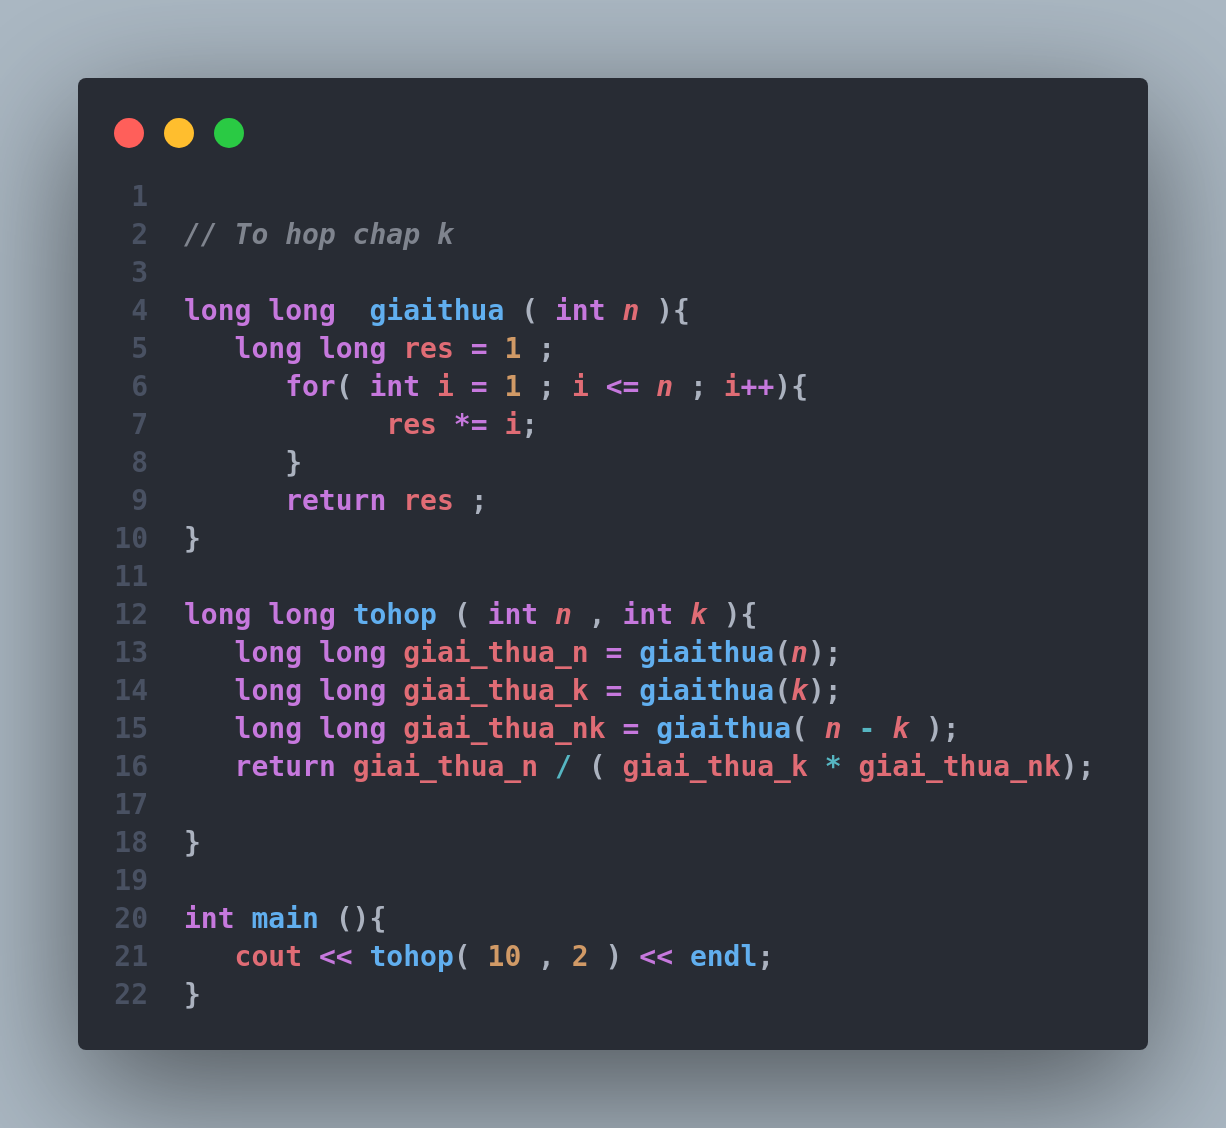 1
2 // To hop chap k
3
4 long long  giaithua ( int n ){
5    long long res = 1 ;
6       for( int i = 1 ; i <= n ; i++){
7             res *= i;
8       }
9       return res ;
10 }
11
12 long long tohop ( int n , int k ){
13    long long giai_thua_n = giaithua(n);
14    long long giai_thua_k = giaithua(k);
15    long long giai_thua_nk = giaithua( n - k );
16    return giai_thua_n / ( giai_thua_k * giai_thua_nk);
17
18 }
19
20 int main (){
21    cout << tohop( 10 , 2 ) << endl;
22 }